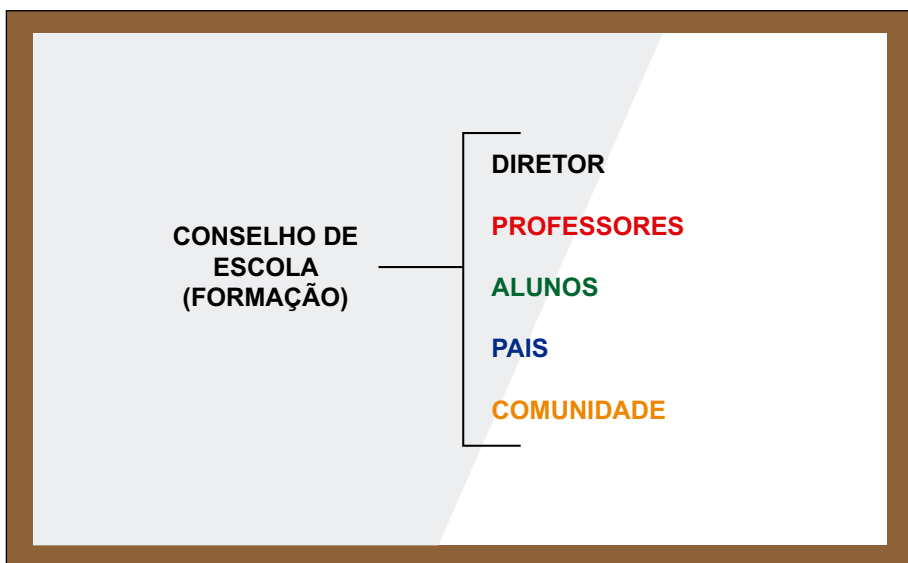 CONSELHO DE
ESCOLA
(FORMAÇÃO)
DIRETOR
PROFESSORES
ALUNOS
PAIS
COMUNIDADE